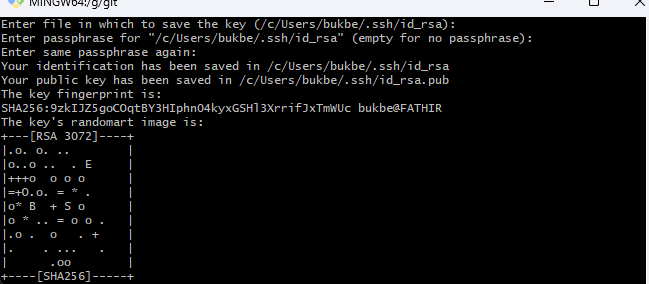 MINGW64:/g/git
Enter file in which to save the key (/c/Users/bukbe/.ssh/id_rsa):
Enter passphrase for "/c/Users/bukbe/.ssh/id_rsa" (empty for no passphrase):
Enter same passphrase again:
Your identification has been saved in /c/Users/bukbe/.ssh/id_rsa
Your public key has been saved in /c/Users/bukbe/.ssh/id_rsa.pub
The key fingerprint is:
SHA256:9zkIJZ5goCOqtBY3HIphnO4kyxGSHl3XrrifJxTmWUc bukbe@FATHIR
The key's randomart image is:
+---[RSA 3072]----+
|.o. o. ..        |
|o..o ..  . E     |
|+++o  o o o      |
|=+O.o. = * .     |
|o* B  + S o      |
|o * .. = o o .   |
|.o .  o   . +    |
|.    . ...   .   |
|      .oo        |
+----[SHA256]-----+